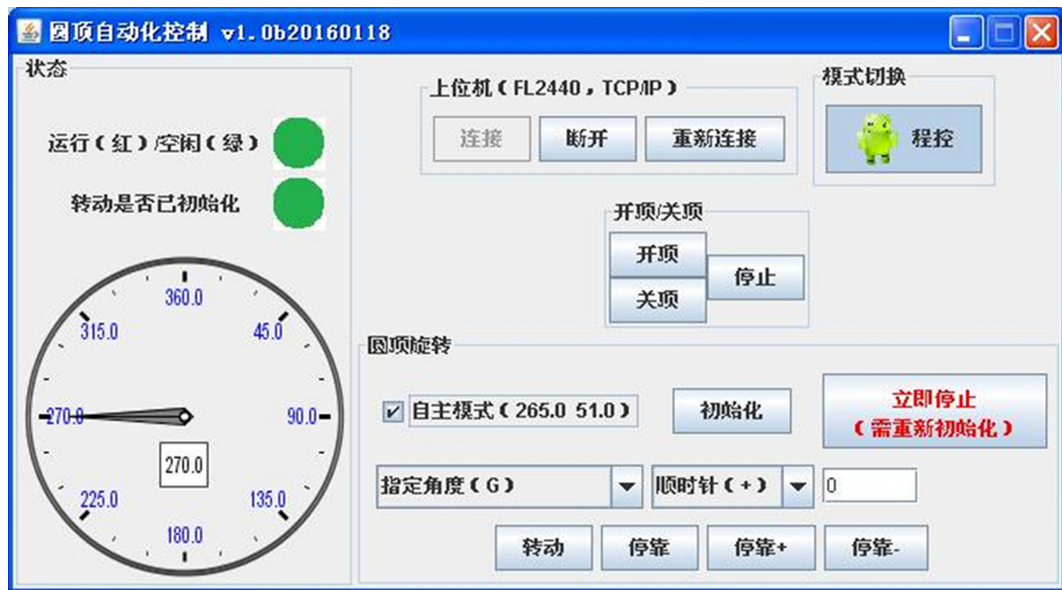 圆顶自动化控制 v1.0b20160118
状态
运行(红)/空闲(绿)
转动是否已初始化
360.0
315.0
45.0
270.0
90.0
270.0
225.0
135.0
180.0
上位机(FL2440,TCP/IP)
连接
断开
重新连接
模式切换
程控
开顶/关顶
开顶
关顶
停止
圆顶旋转
自主模式(265.0 51.0)
初始化
立即停止
(需重新初始化)
指定角度(G)
顺时针(+)
0
转动
停靠
停靠+
停靠-